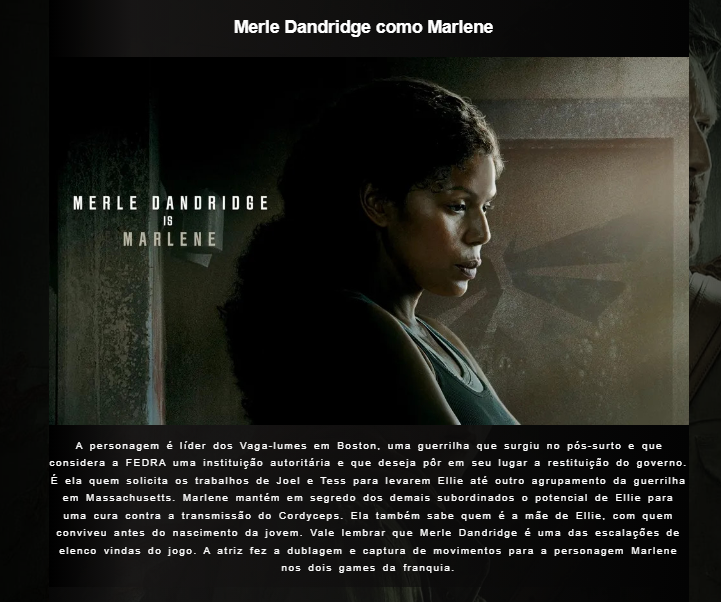 Merle Dandridge como Marlene
MERLE DANDRIDGE
IS
MARLENE
A personagem é líder dos Vaga-lumes em Boston, uma guerrilha que surgiu no pós-surto e que
considera a FEDRA uma instituição autoritária e que deseja pôr em seu lugar a restituição do governo.
É ela quem solicita os trabalhos de Joel e Tess para levarem Ellie até outro agrupamento da guerrilha
em Massachusetts. Marlene mantém em segredo dos demais subordinados o potencial de Ellie para
uma cura contra a transmissão do Cordyceps. Ela também sabe quem é a mãe de Ellie, com quem
conviveu antes do nascimento da jovem. Vale lembrar que Merle Dandridge é uma das escalações de
elenco vindas do jogo. A atriz fez a dublagem e captura de movimentos para a personagem Marlene
nos dois games da franquia.